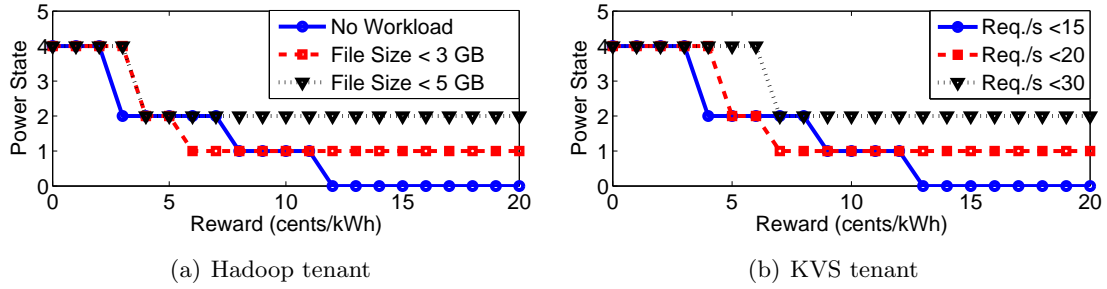 5
4
3
2
1
0
Power State
No Workload
File Size < 3 GB
File Size < 5 GB
0 5 10 15 20
Reward (cents/kWh)
(a) Hadoop tenant
5
4
3
2
1
0
Power State
Req./s <15
Req./s <20
Req./s <30
0 5 10 15 20
Reward (cents/kWh)
(b) KVS tenant